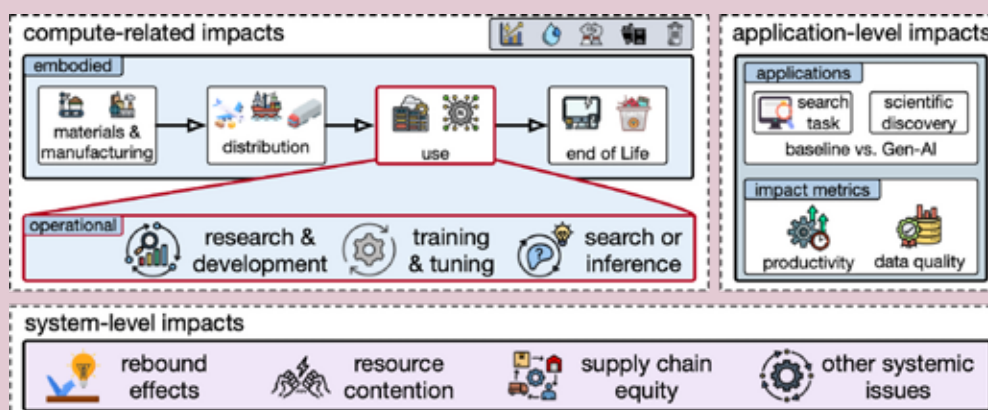 compute-related impacts
embodied
materials &
manufacturing
distribution
use
end of Life
operational
research &
development
training
& tuning
search or
inference
application-level impacts
applications
search
task
scientific
discovery
baseline vs. Gen-AI
impact metrics
productivity
data quality
system-level impacts
rebound
effects
resource
contention
supply chain
equity
other systemic
issues